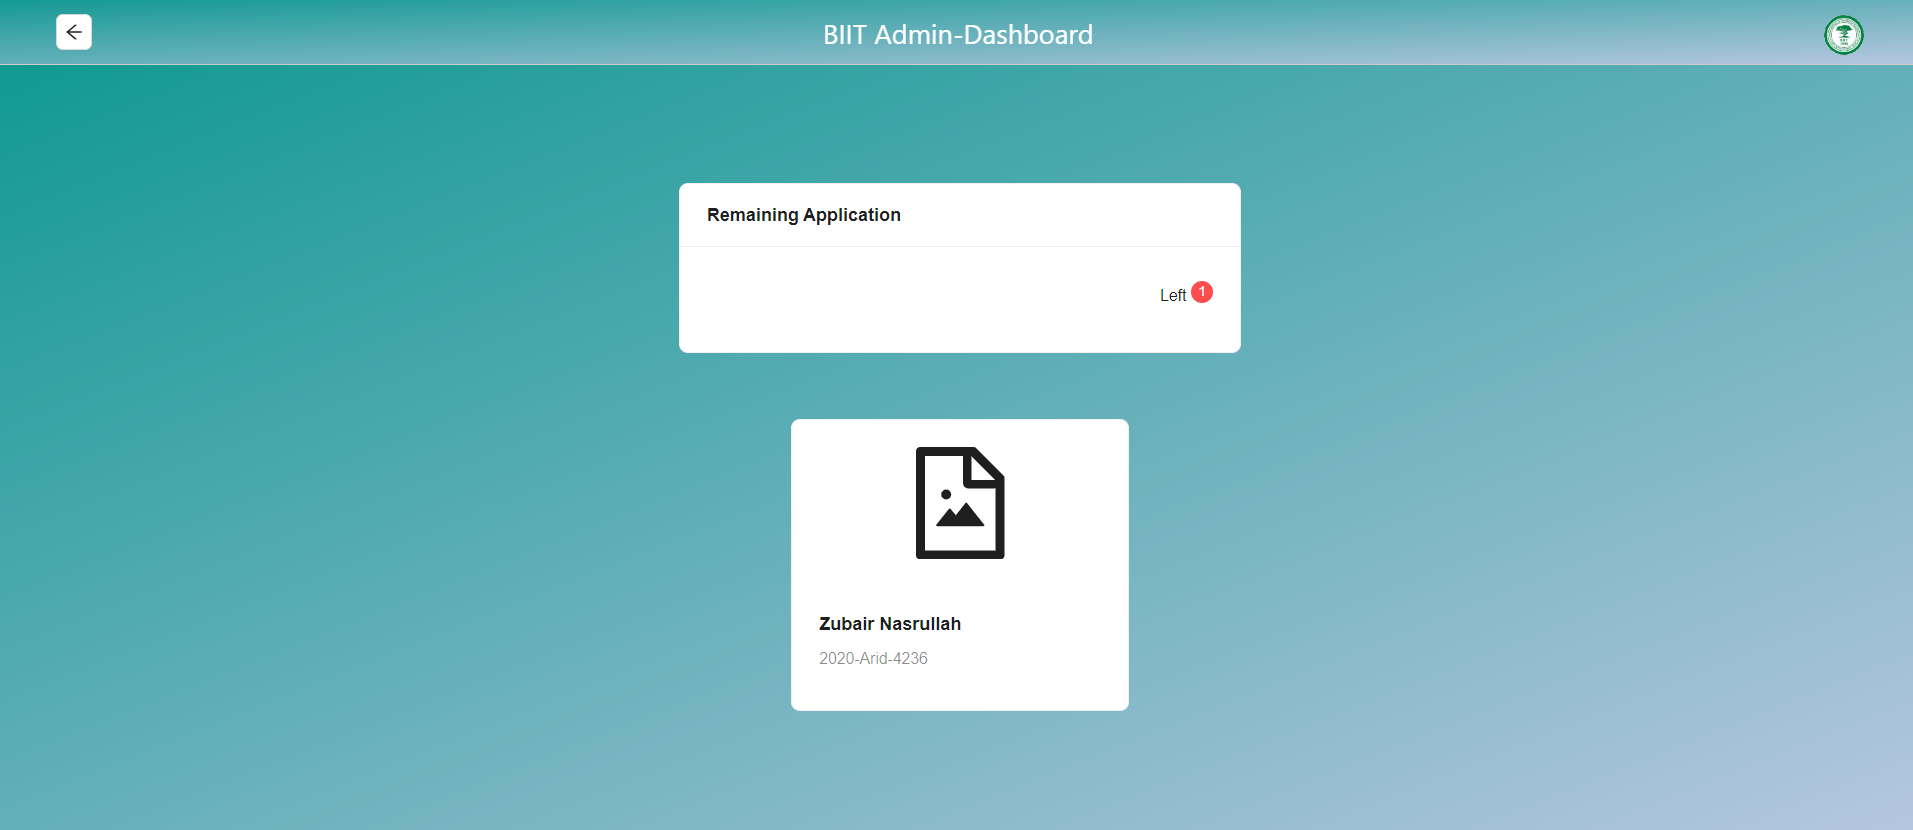 BIIT Admin-Dashboard
Remaining Application
Left 1
Zubair Nasrullah
2020-Arid-4236